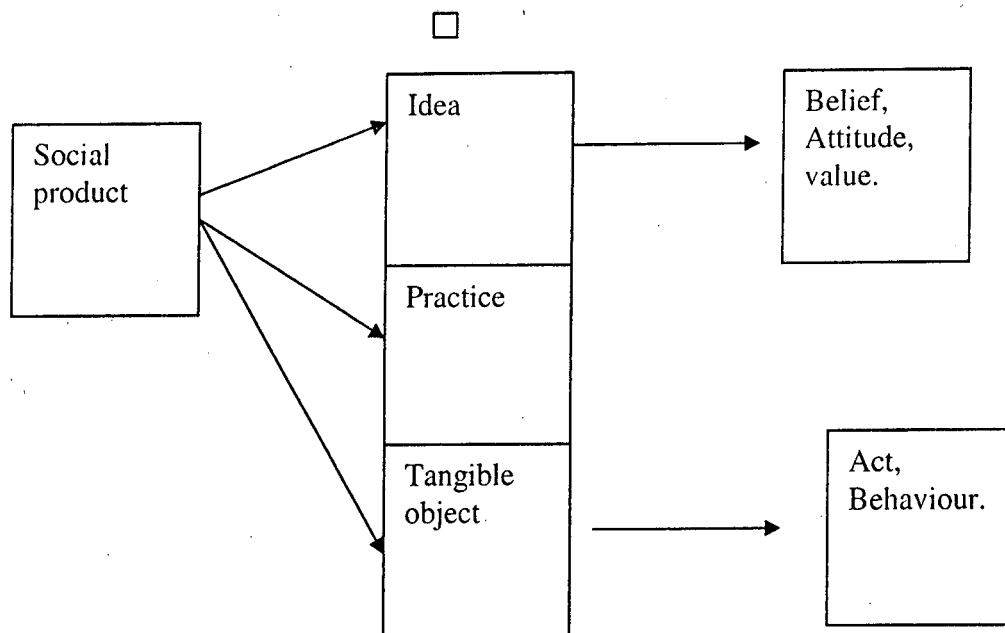 Social
product
Idea
Practice
Tangible
object
Belief,
Attitude,
value.
Act,
Behaviour.